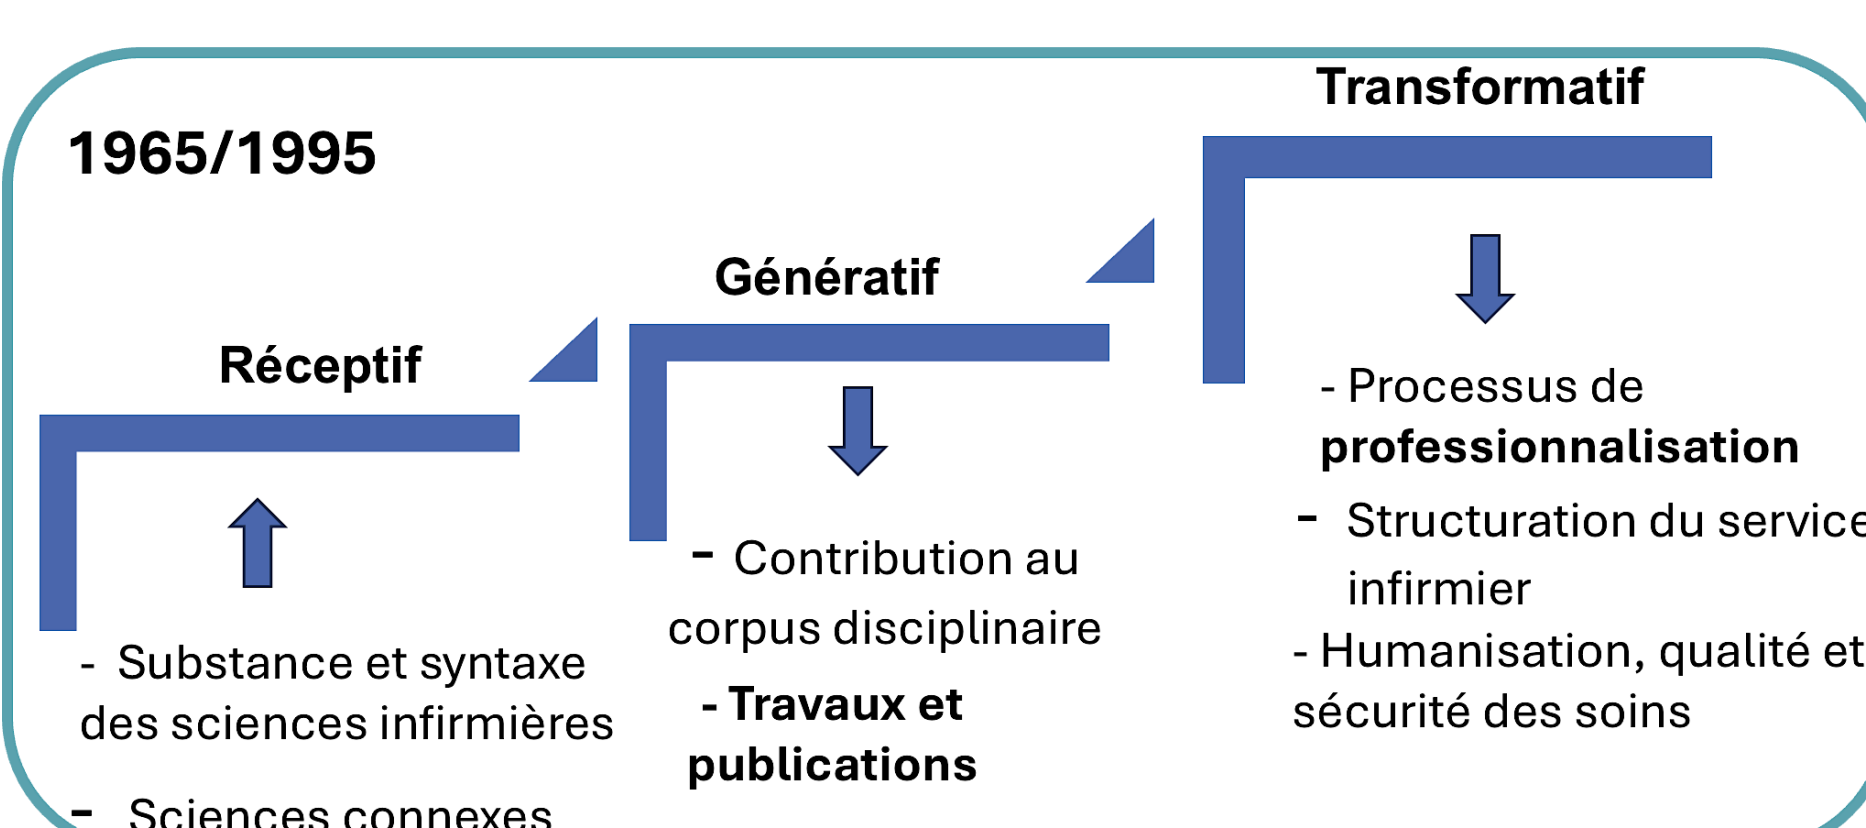 1965/1995
Réceptif
- Substance et syntaxe
des sciences infirmières
- Sciences connexes
Génératif
- Contribution au
corpus disciplinaire
- Travaux et
publications
Transformatif
- Processus de
professionnalisation
- Structuration du service
infirmier
- Humanisation, qualité et
sécurité des soins